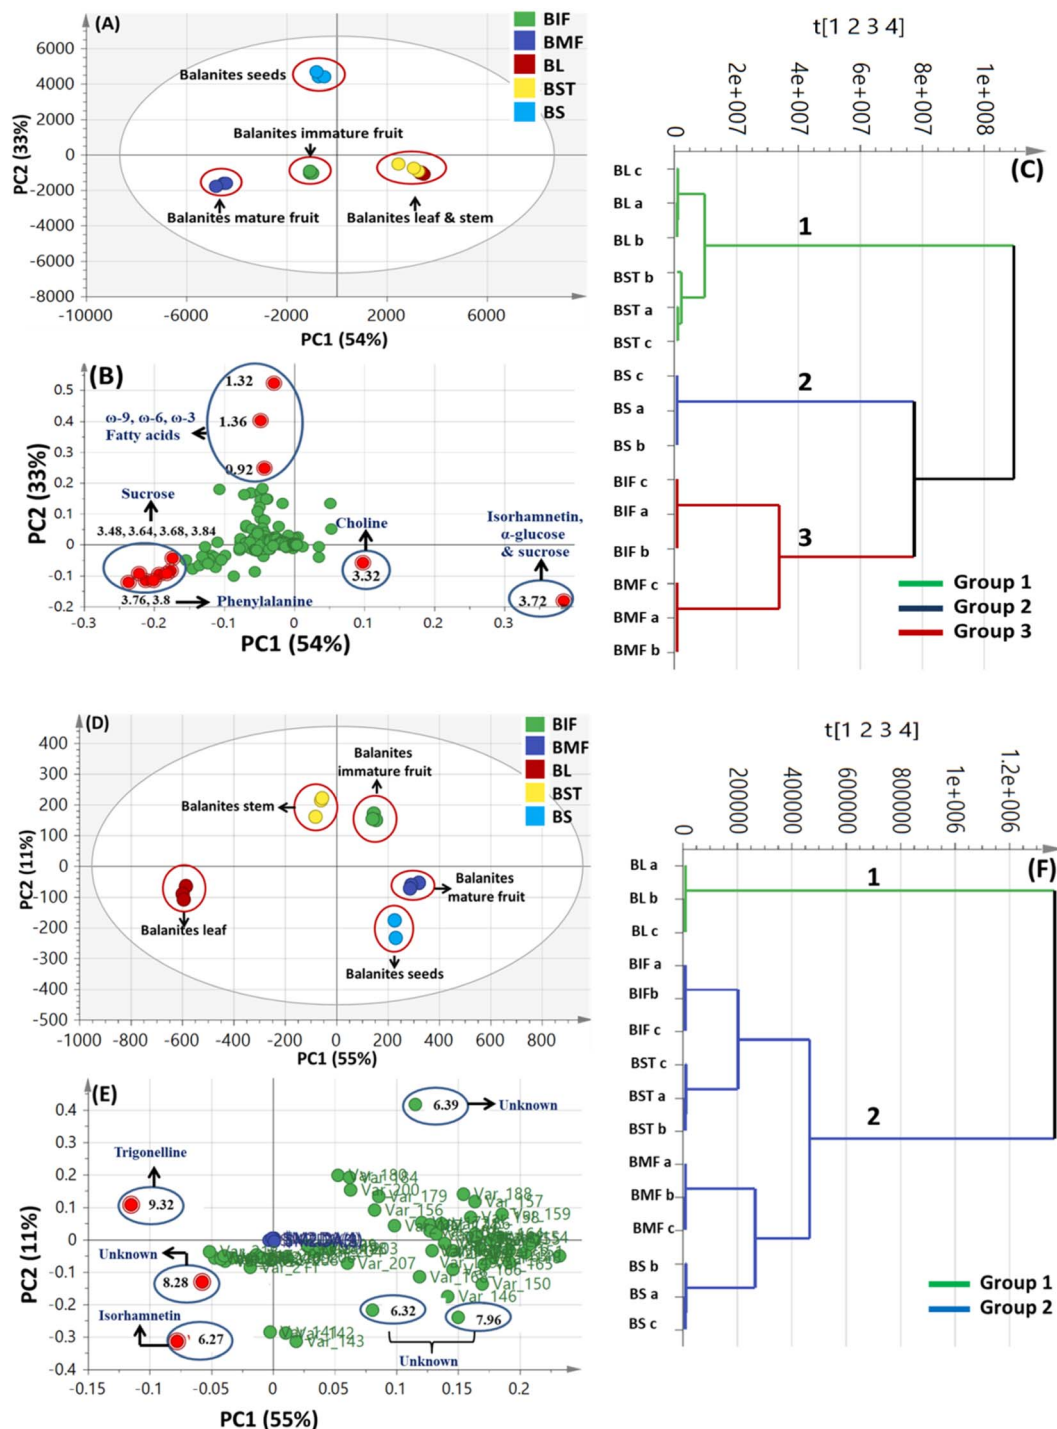 (A)
BIF
BMF
BL
BST
BS
Balanites seeds
Balanites immature fruit
Balanites mature fruit
Balanites leaf & stem
PC2 (33%)
6000
4000
2000
0
-2000
-4000
-6000
-8000
-10000 -6000 -2000 2000 6000
PC1 (54%)
(B)
1.32
1.36
0.92
ω-9, ω-6, ω-3
Fatty acids
Sucrose
3.48, 3.64, 3.68, 3.84
3.76, 3.8
Phenylalanine
Choline
3.32
Isorhamnetin,
α-glucose
& sucrose
3.72
PC2 (33%)
0.5
0.4
0.3
0.2
0.1
0
-0.1
-0.2
-0.3 -0.2 -0.1 0 0.1 0.2 0.3
PC1 (54%)
t[1 2 3 4]
0 2e+007 4e+007 6e+007 8e+007 1e+008
(C)
BL c
BL a
BL b
BST b
BST a
BST c
BS c
BS a
BS b
BIF c
BIF a
BIF b
BMF c
BMF a
BMF b
1
2
3
Group 1
Group 2
Group 3
(D)
BIF
BMF
BL
BST
BS
Balanites
immature fruit
Balanites stem
Balanites
mature fruit
Balanites leaf
Balanites seeds
PC2 (11%)
400
300
200
100
0
-100
-200
-300
-400
-500
-1000 -800 -600 -400 -200 0 200 400 600 800
PC1 (55%)
(E)
6.39
Unknown
Trigonelline
9.32
Unknown
8.28
Isorhamnetin
6.27
6.32
7.96
Unknown
Var_180
Var_184
Var_200
Var_179
Var_156
Var_188
Var_157
Var_159
Var_207
Var_211
Var_150
Var_146
Var_142
Var_143
PC2 (11%)
0.4
0.3
0.2
0.1
0
-0.1
-0.2
-0.3
-0.4
-0.15 -0.1 -0.05 0 0.05 0.1 0.15 0.2
PC1 (55%)
t[1 2 3 4]
0 200000 400000 600000 800000 1e+006 1.2e+006
(F)
BL a
BL b
BL c
BIF a
BIFb
BIF c
BST c
BST a
BST b
BMF a
BMF b
BMF c
BS b
BS a
BS c
1
2
Group 1
Group 2